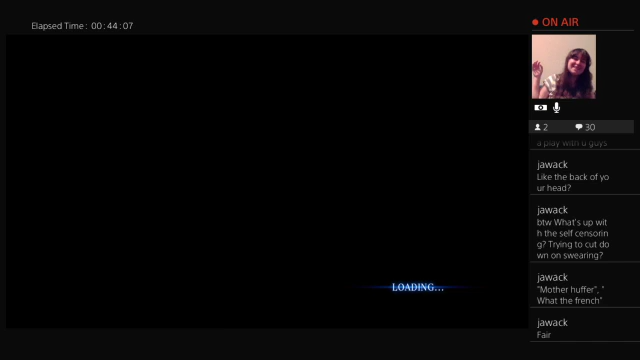 Elapsed Time : 00:44:07
ON AIR
2 30
a play with u guys
jawack
Like the back of yo
ur head?
jawack
btw What's up wit
h the self censorin
g? Trying to cut do
wn on swearing?
jawack
"Mother huffer", "
What the french"
jawack
Fair
LOADING...